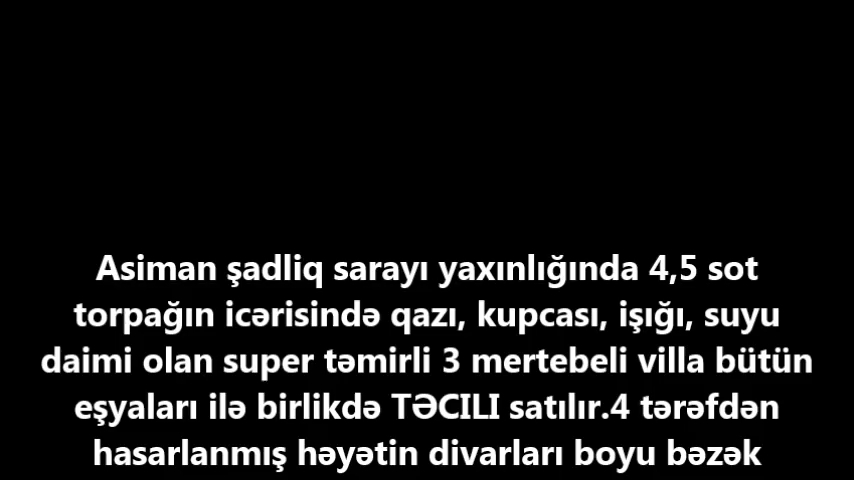 Asiman şadliq sarayı yaxınlığında 4,5 sot
torpağın icərisində qazı, kupcası, işığı, suyu
daimi olan super təmirli 3 mertebeli villa bütün
eşyaları ilə birlikdə TƏCILI satılır.4 tərəfdən
hasarlanmış həyətin divarları boyu bəzək